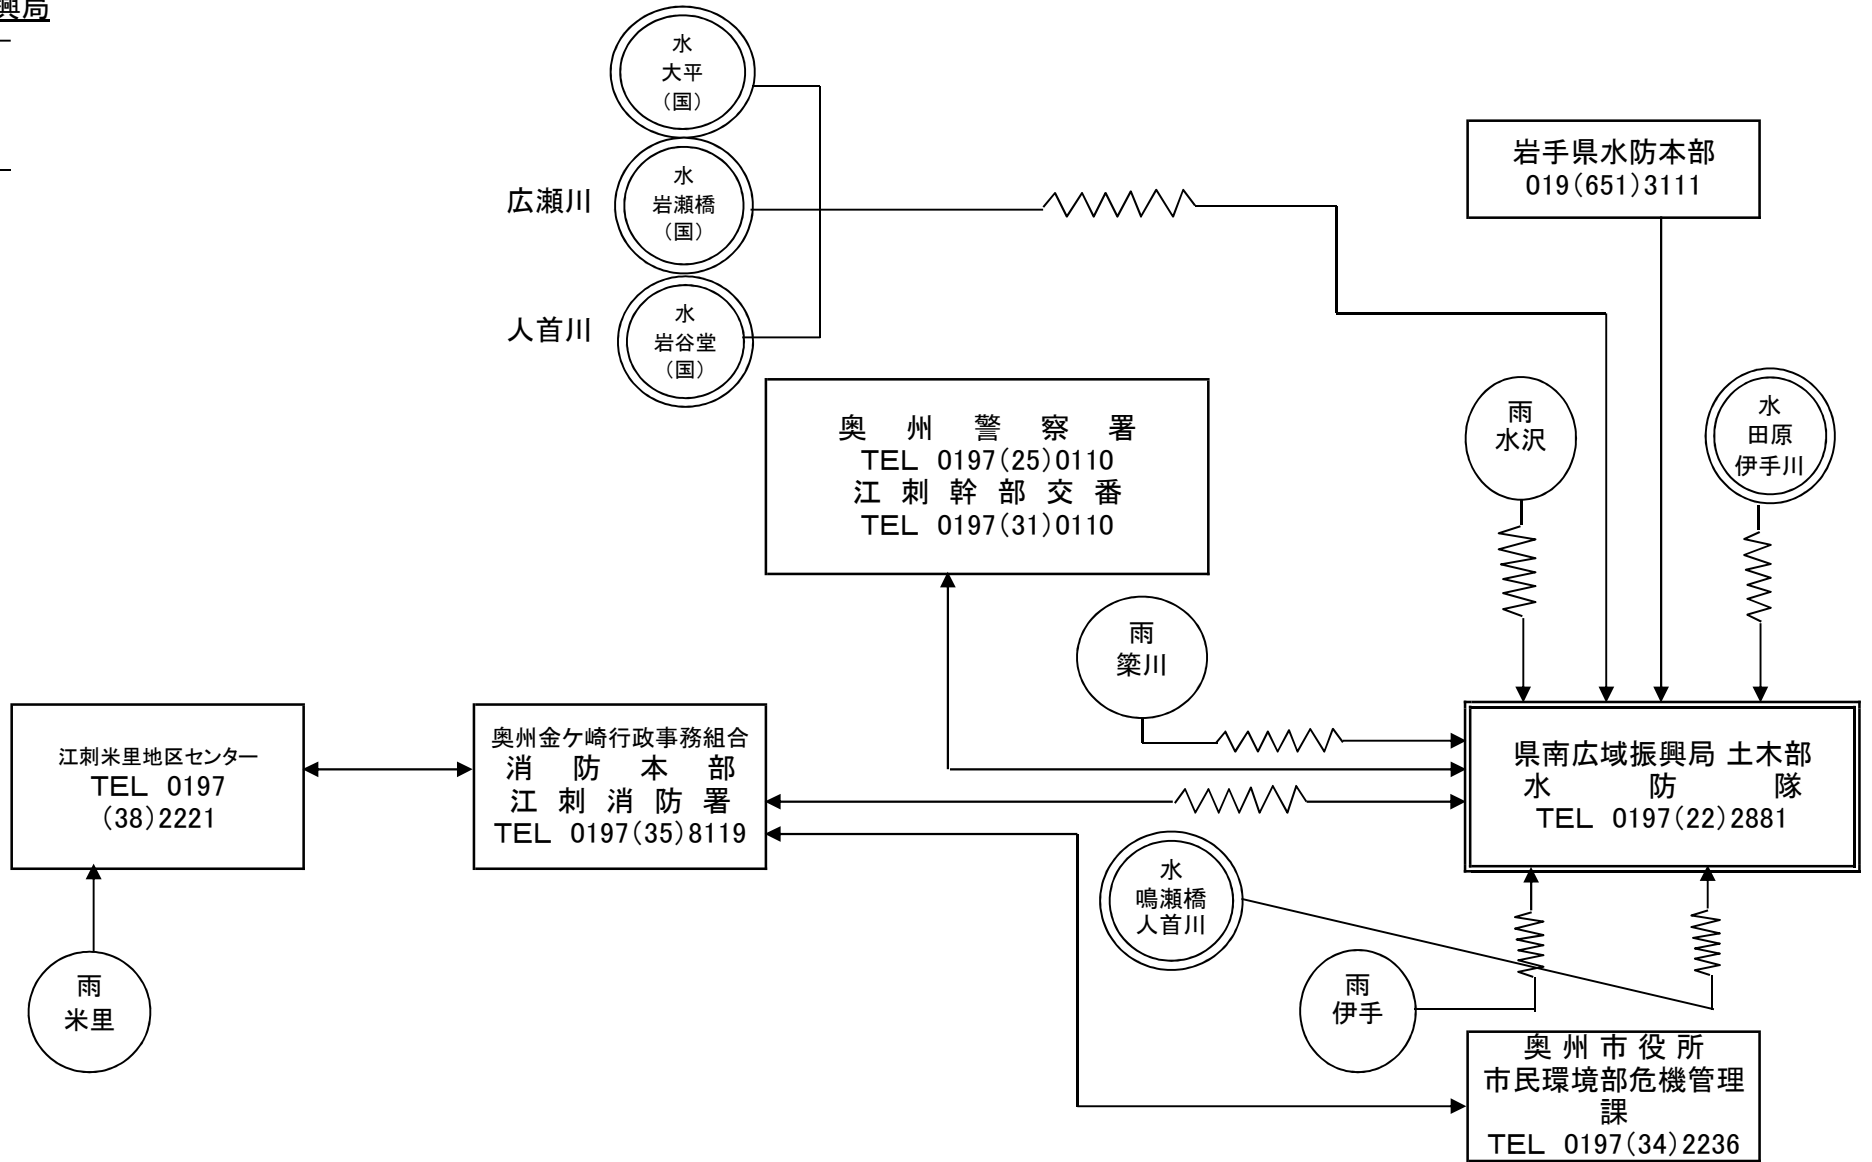 興局
水
大平
（国）
広瀬川
水
岩瀬橋
（国）
人首川
水
岩谷堂
（国）
岩手県水防本部
019(651)3111
奥州警察署
TEL 0197(25)0110
江刺幹部交番
TEL 0197(31)0110
雨
水沢
水
田原
伊手川
雨
簗川
江刺米里地区センター
TEL 0197
(38)2221
奥州金ケ崎行政事務組合
消防本部
江刺消防署
TEL 0197(35)8119
県南広域振興局 土木部
水防隊
TEL 0197(22)2881
水
鳴瀬橋
人首川
雨
伊手
雨
米里
奥州市役所
市民環境部危機管理
課
TEL 0197(34)2236